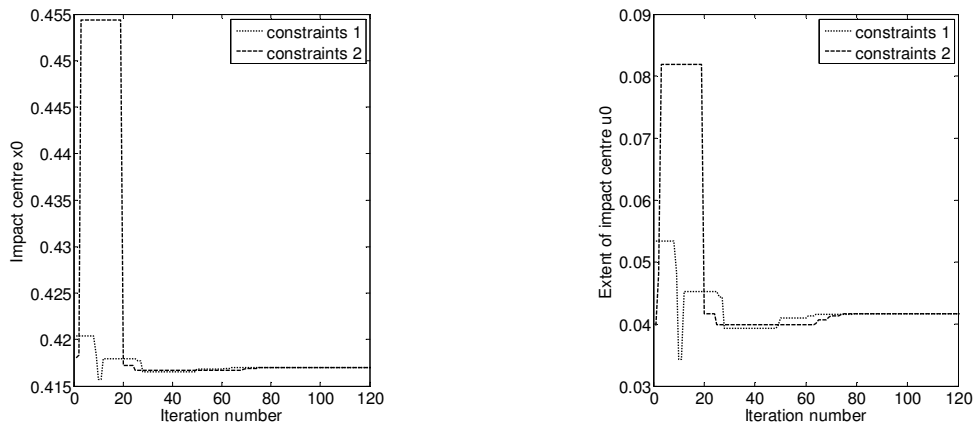 0.455
0.45
0.445
0.44
0.435
0.43
0.425
0.42
0.415
Impact centre x0
constraints 1
constraints 2
0 20 40 60 80 100 120
Iteration number
0.09
0.08
0.07
0.06
0.05
0.04
0.03
Extent of impact centre u0
constraints 1
constraints 2
0 20 40 60 80 100 120
Iteration number